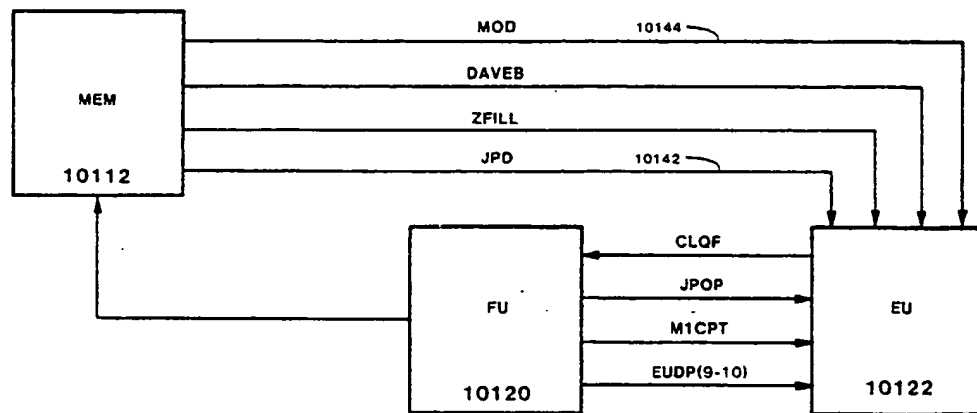 MOD
10144
DAVEB
MEM
ZFILL
JPD
10142
10112
CLQF
JPOP
FU
EU
M1CPT
EUDP(9-10)
10120
10122